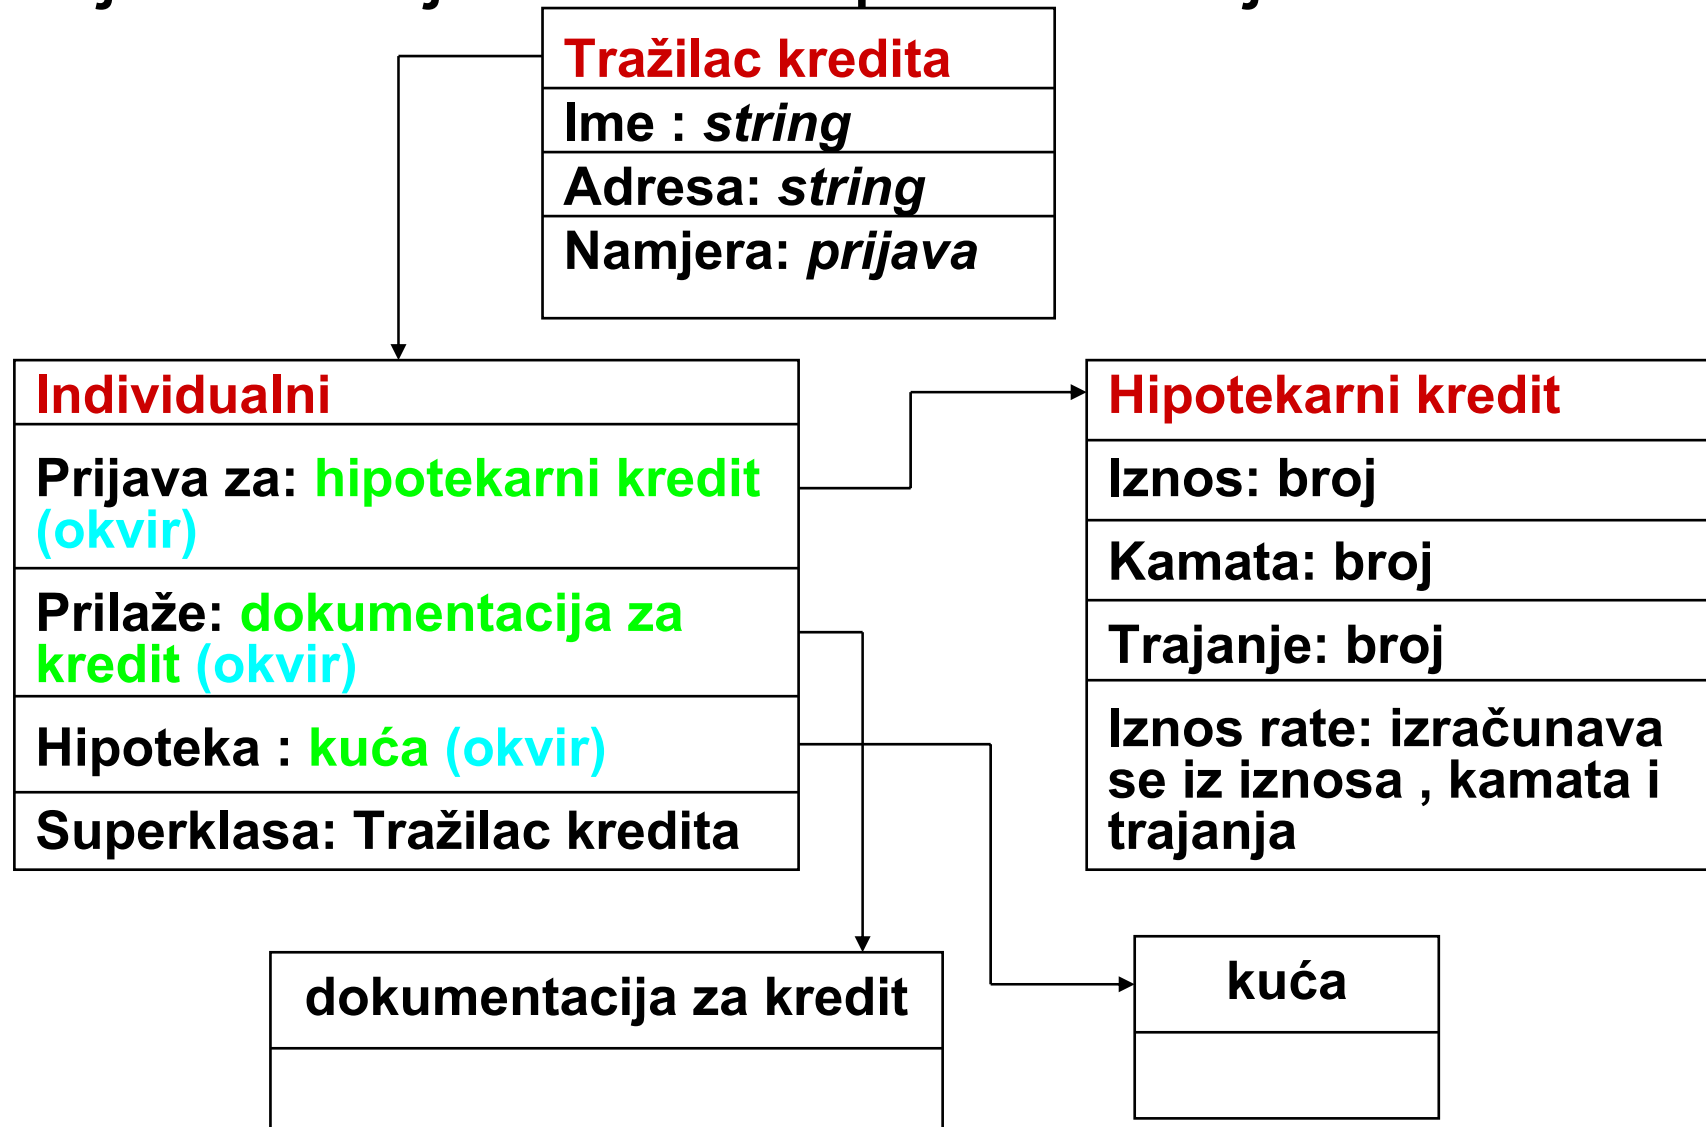 Tražilac kredita
Ime : string
Adresa: string
Namjera: prijava
Individualni
Prijava za: hipotekarni kredit
(okvir)
Prilaže: dokumentacija za
kredit (okvir)
Hipoteka : kuća (okvir)
Superklasa: Tražilac kredita
Hipotekarni kredit
Iznos: broj
Kamata: broj
Trajanje: broj
Iznos rate: izračunava
se iz iznosa , kamata i
trajanja
dokumentacija za kredit
kuća